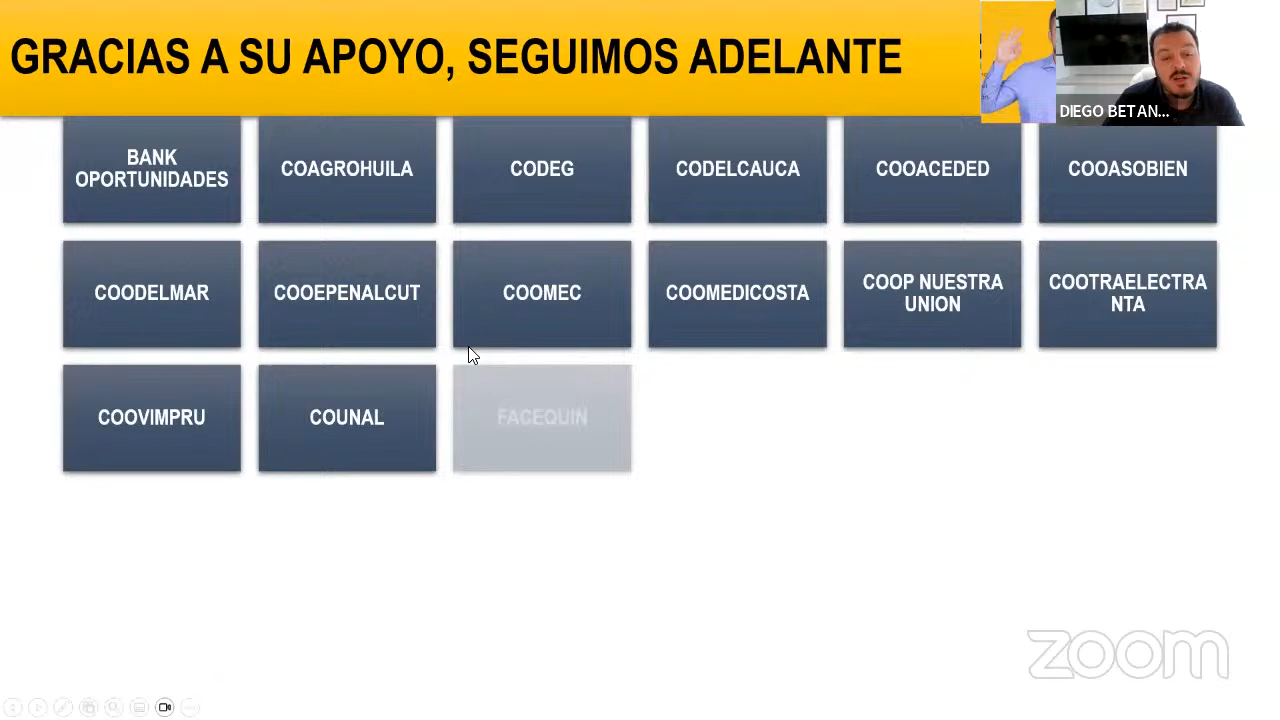 GRACIAS A SU APOYO, SEGUIMOS ADELANTE
DIEGO BETAN...
BANK
OPORTUNIDADES
COAGROHUILA
CODEG
CODELCAUCA
COOACEDED
COOASOBIEN
COODELMAR
COOEPENALCUT
COOMEC
COOMEDICOSTA
COOP NUESTRA
UNION
COOTRAELECTRA
NTA
COOVIMPRU
COUNAL
FACEQUIN
zoom